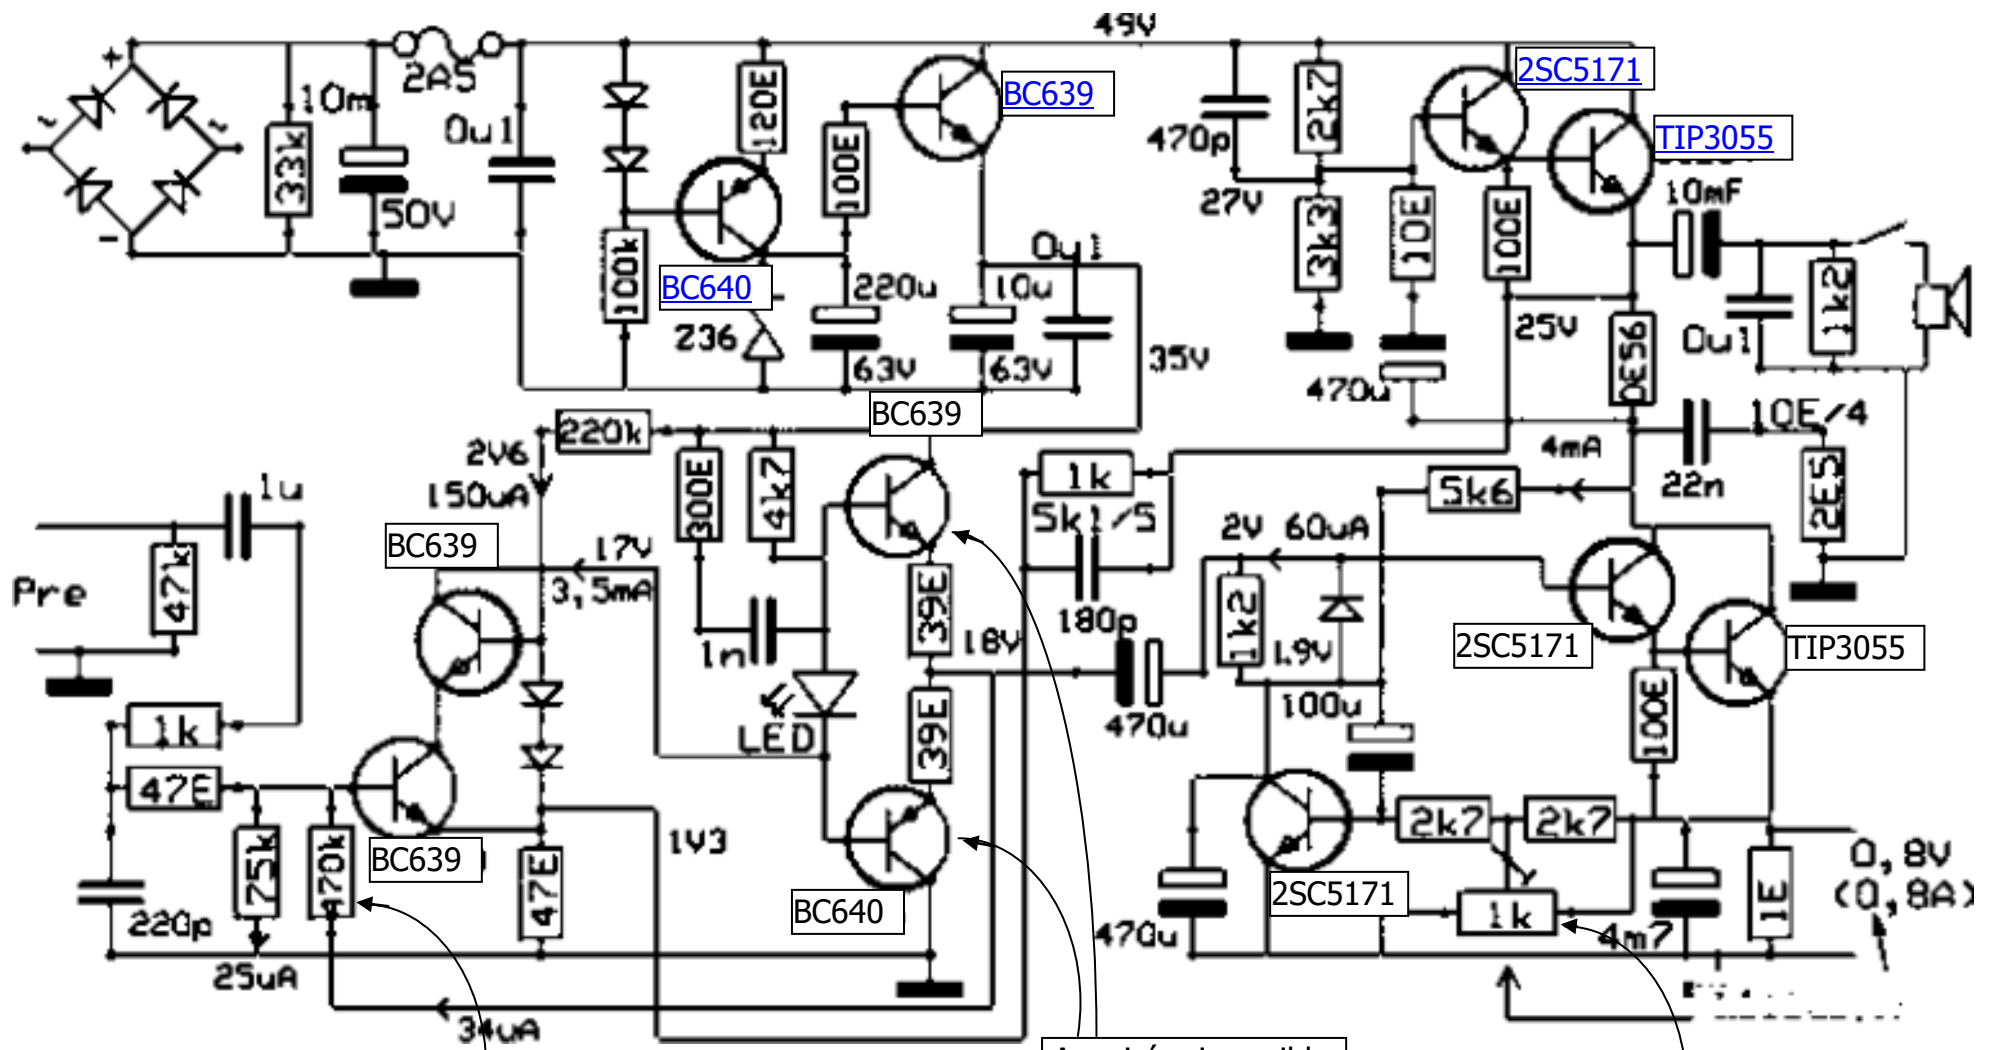 49V
2A5
10m
0u1
33k
50V
120E
100E
BC639
100k
BC640
Z36
220u
63V
10u
63V
0u1
35V
470p
2k7
27V
3k3
2SC5171
TIP3055
10E
100E
10mF
25V
470u
0E56
0u1
1k2
10E/4
4mA
22n
2E5
5k6
220k
2V6
150uA
300E
4k7
BC639
1u
BC639
17V
3,5mA
47k
Pre
1n
39E
18V
LED
39E
1k
5k1/5
180p
470u
2V 60uA
1k2
1.9V
100u
2SC5171
TIP3055
100E
1k
47E
75k
470k
220p
25uA
34uA
BC639
47E
1V3
BC640
470u
2SC5171
2k7
2k7
1k
4m7
1E
0,8V
(0,8A)